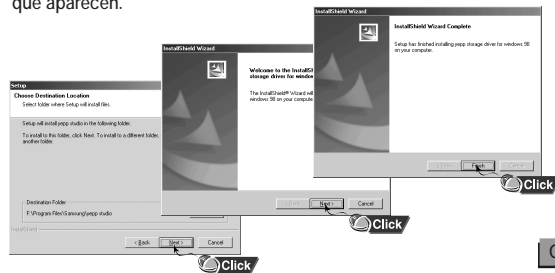 que aparecen.
Setup
Choose Destination Location
Select folder where Setup will install files.
Setup will install yepp studio in the following folder.
To install to this folder, click Next. To install to a different folder,
another folder.
Destination Folder
F:\Program Files\Samsung\yepp studio
InstallShield
< Back Next > Cancel
Click
InstallShield Wizard
Welcome to the InstallS
storage driver for window
The InstallShield® Wizard will
windows 98 on your compute
< Back Next > Cancel
Click
InstallShield Wizard
InstallShield Wizard Complete
Setup has finished installing yepp storage driver for windows 98
on your computer.
< Back Finish Cancel
Click